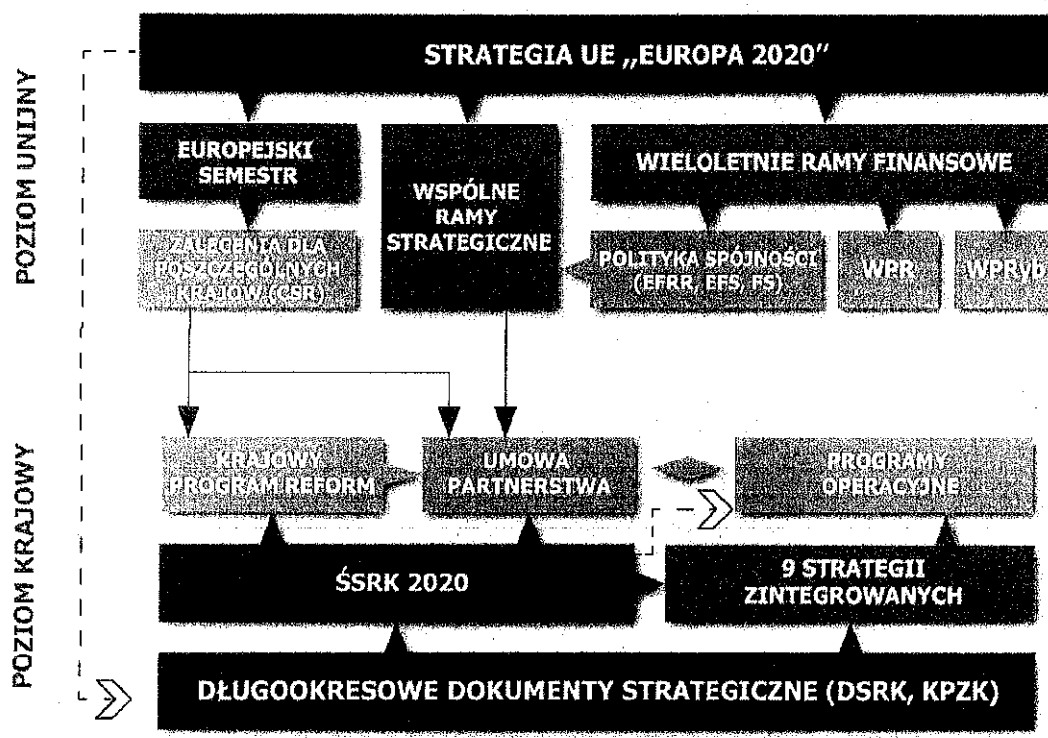 STRATEGIA UE „EUROPA 2020”
POZIOM UNIJNY
EUROPEJSKI
SEMESTR
WSPÓLNE
RAMY
STRATEGICZNE
WIELOLETNIE RAMY FINANSOWE
ZALECENIA DLA
POSZCZEGÓLNYCH
KRAJÓW (CSR)
POLITYKA SPÓJNOŚCI
(EFRR, EFS, FS)
WPR
WPRyb
POZIOM KRAJOWY
KRAJOWY
PROGRAM REFORM
UMOWA
PARTNERSTWA
PROGRAMY
OPERACYJNE
ŚSRK 2020
9 STRATEGII
ZINTEGROWANYCH
DŁUGOOKRESOWE DOKUMENTY STRATEGICZNE (DSRK, KPZK)